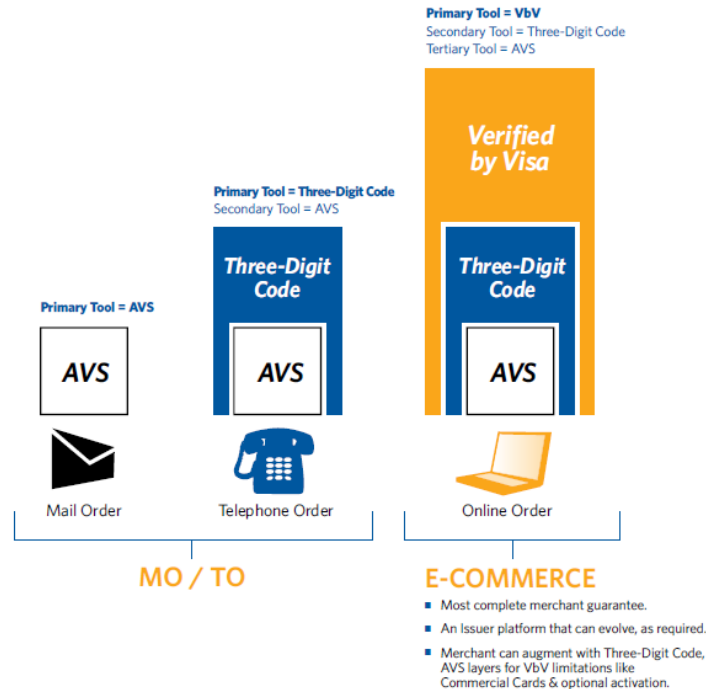 Primary Tool = VbV
Secondary Tool = Three-Digit Code
Tertiary Tool = AVS
Verified
by Visa
Primary Tool = Three-Digit Code
Secondary Tool = AVS
Three-Digit
Code
Three-Digit
Code
Primary Tool = AVS
AVS
AVS
AVS
Mail Order
Telephone Order
Online Order
MO / TO
E-COMMERCE
Most complete merchant guarantee.
An Issuer platform that can evolve, as required.
Merchant can augment with Three-Digit Code,
AVS layers for VbV limitations like
Commercial Cards & optional activation.